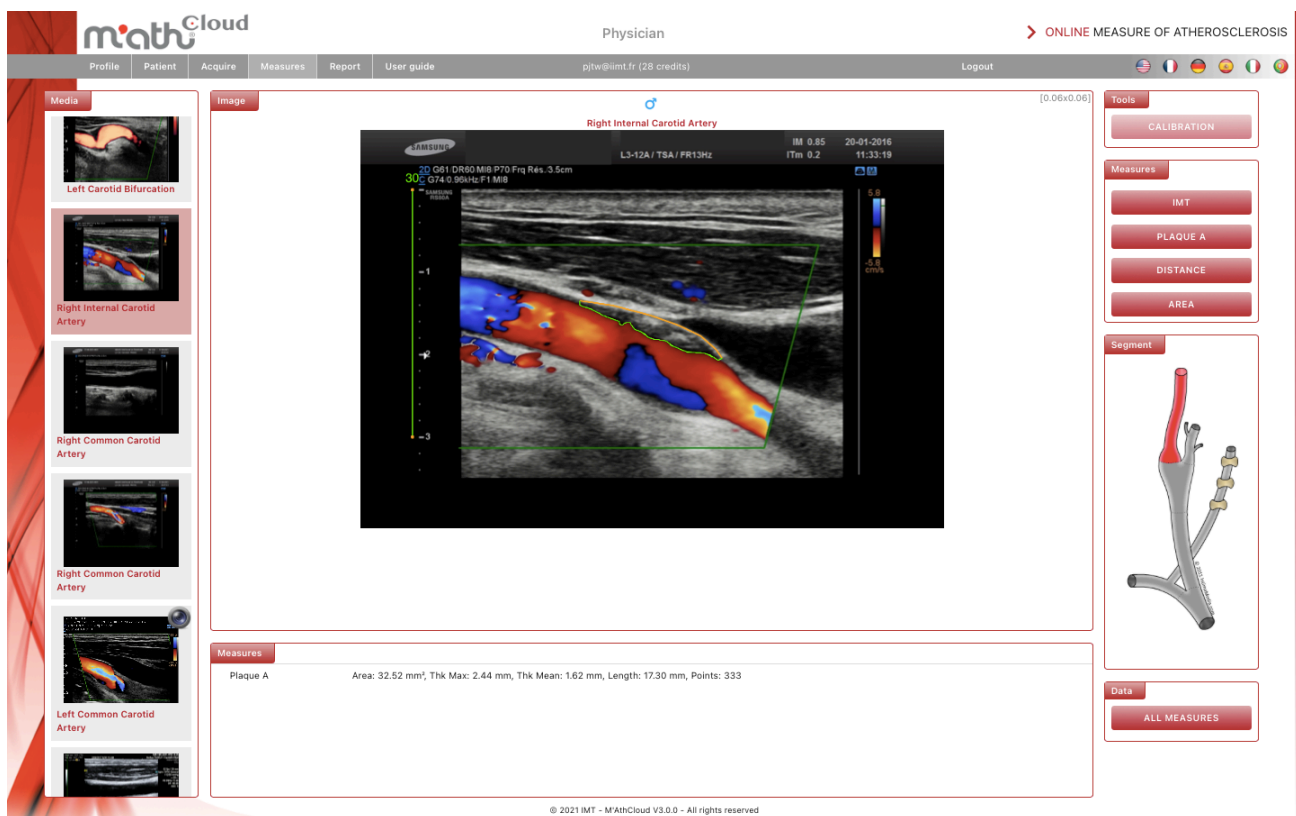 m'athCloud®
Physician
ONLINE MEASURE OF ATHEROSCLEROSIS
Profile Patient Acquire Measures Report User guide pjtw@iimt.fr (28 credits) Logout
Media
Left Carotid Bifurcation
Right Internal Carotid
Artery
Right Common Carotid
Artery
Right Common Carotid
Artery
Left Common Carotid
Artery
Image
[0.06x0.06]
Right Internal Carotid Artery
SAMSUNG
L3-12A / TSA / FR13Hz
IM 0.85
ITm 0.2
20-01-2016
11:33:19
2D G61/DR60/MI8/P70/Frq Rés./3.5cm
30C G74/0.96kHz/F1/MI8
SAMSUNG
RS80A
1
2
3
5.8
-5.8
cm/s
Measures
Plaque A Area: 32.52 mm², Thk Max: 2.44 mm, Thk Mean: 1.62 mm, Length: 17.30 mm, Points: 333
Tools
CALIBRATION
Measures
IMT
PLAQUE A
DISTANCE
AREA
Segment
Data
ALL MEASURES
© 2021 IMT - M'AthCloud V3.0.0 - All rights reserved